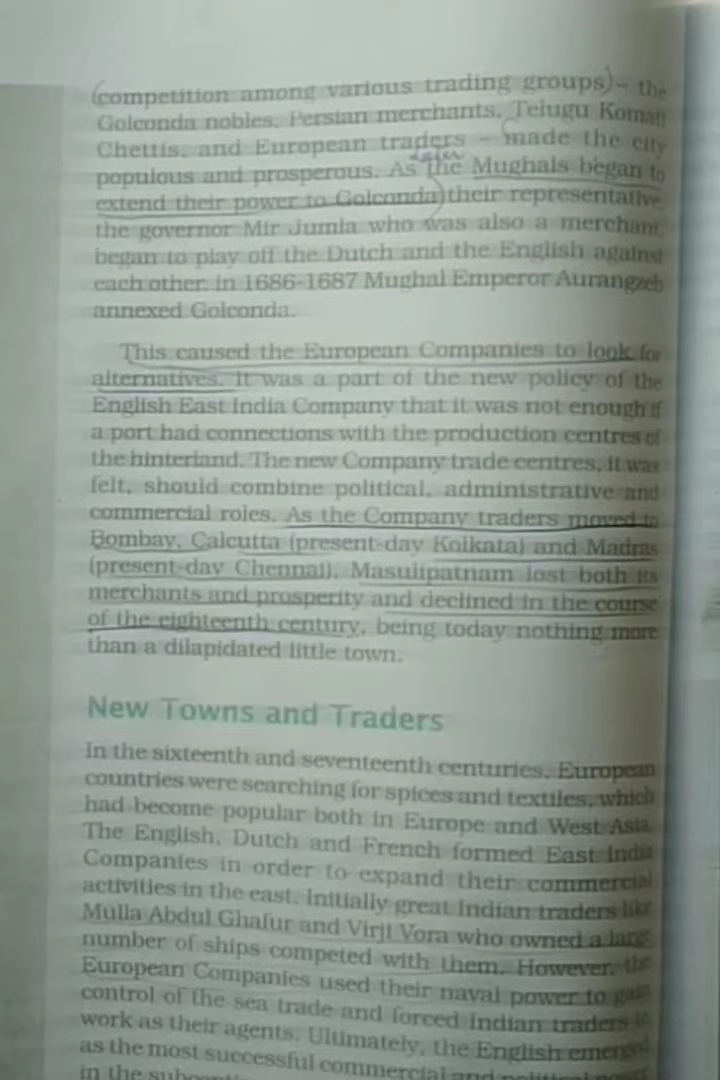 (competition among various trading groups) – the
Golconda nobles, Persian merchants, Telugu Komati
Chettis, and European traders – made the city
populous and prosperous. As the Mughals began to
extend their power to Golconda) their representative,
the governor Mir Jumla who was also a merchant,
began to play off the Dutch and the English against
each other. In 1686-1687 Mughal Emperor Aurangzeb
annexed Golconda.
This caused the European Companies to look for
alternatives. It was a part of the new policy of the
English East India Company that it was not enough if
a port had connections with the production centres of
the hinterland. The new Company trade centres, it was
felt, should combine political, administrative and
commercial roles. As the Company traders moved to
Bombay, Calcutta (present-day Kolkata) and Madras
(present-day Chennai), Masulipatnam lost both its
merchants and prosperity and declined in the course
of the eighteenth century, being today nothing more
than a dilapidated little town.
New Towns and Traders
In the sixteenth and seventeenth centuries, European
countries were searching for spices and textiles, which
had become popular both in Europe and West Asia.
The English, Dutch and French formed East India
Companies in order to expand their commercial
activities in the east. Initially great Indian traders like
Mulla Abdul Ghafur and Virji Vora who owned a large
number of ships competed with them. However, the
European Companies used their naval power to gain
control of the sea trade and forced Indian traders to
work as their agents. Ultimately, the English emerged
as the most successful commercial and political power
in the